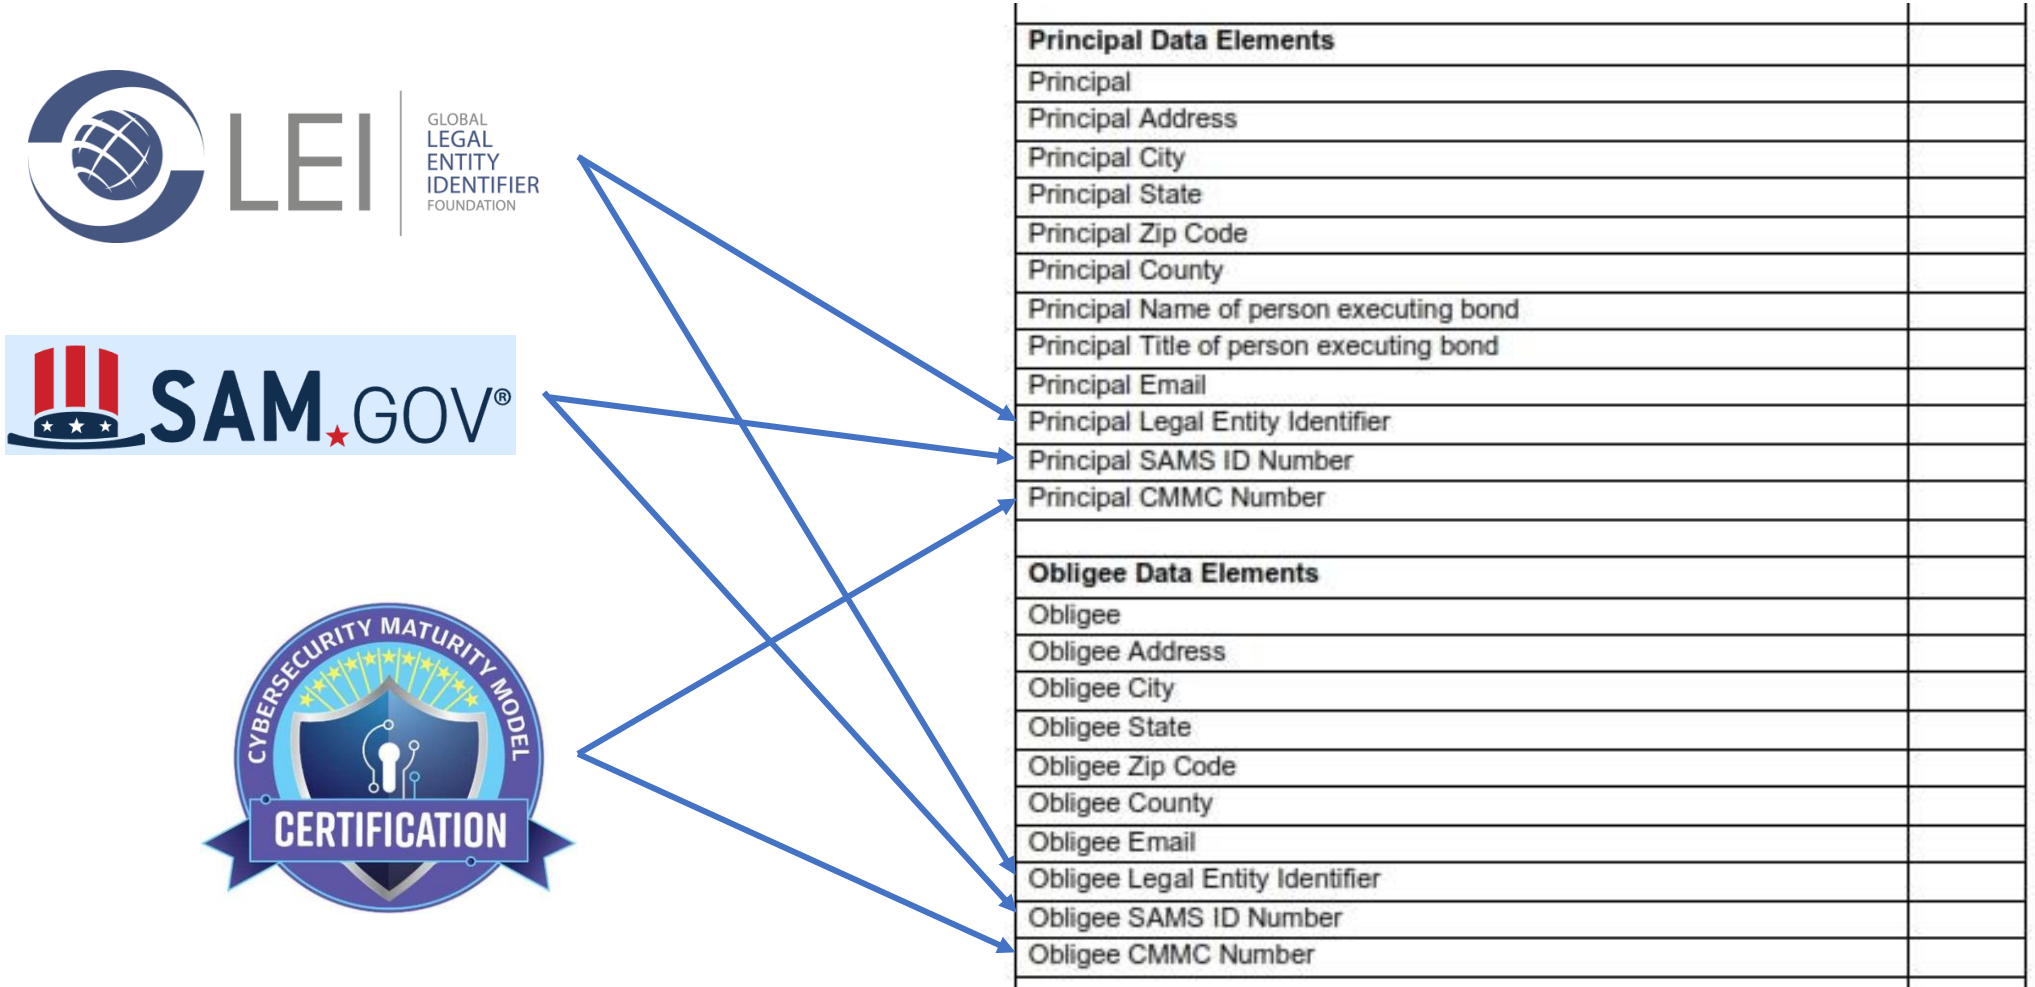 LEI
GLOBAL
LEGAL
ENTITY
IDENTIFIER
FOUNDATION
SAM.GOV®
CYBERSECURITY MATURITY MODEL
CERTIFICATION
Principal Data Elements
Principal
Principal Address
Principal City
Principal State
Principal Zip Code
Principal County
Principal Name of person executing bond
Principal Title of person executing bond
Principal Email
Principal Legal Entity Identifier
Principal SAMS ID Number
Principal CMMC Number
Obligee Data Elements
Obligee
Obligee Address
Obligee City
Obligee State
Obligee Zip Code
Obligee County
Obligee Email
Obligee Legal Entity Identifier
Obligee SAMS ID Number
Obligee CMMC Number